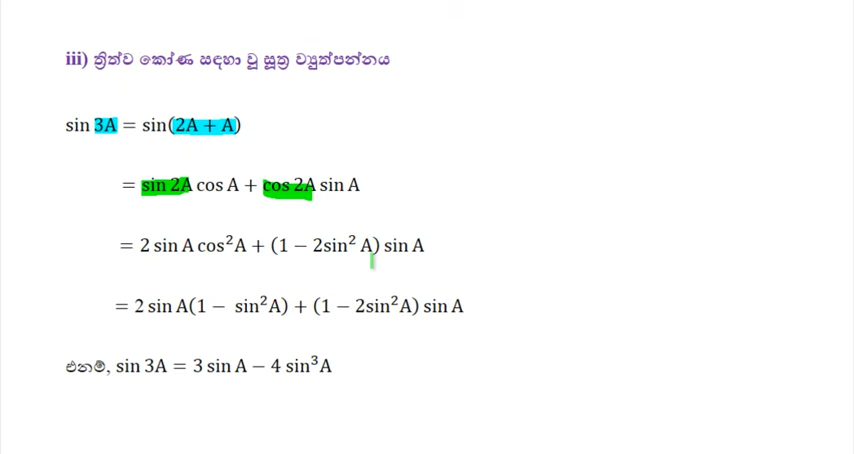 iii) ත්‍රිත්ව කෝණ සඳහා වූ සූත්‍ර ව්‍යුත්පන්නය
sin 3A = sin(2A + A)
= sin 2A cos A + cos 2A sin A
= 2 sin A cos²A + (1 − 2sin² A) sin A
= 2 sin A(1 − sin²A) + (1 − 2sin²A) sin A
එනම්, sin 3A = 3 sin A − 4 sin³A